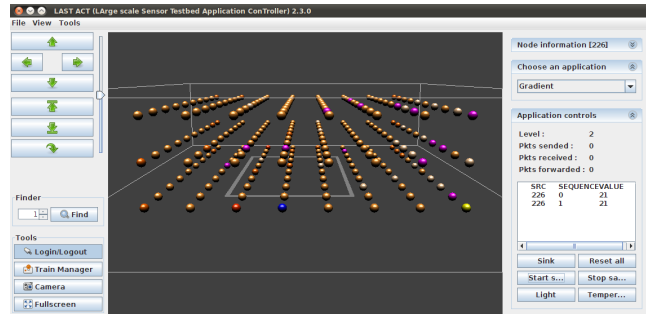 LAST ACT (LArge scale Sensor Testbed Application ConTroller) 2.3.0
File View Tools
Finder
1 Find
Tools
Login/Logout
Train Manager
Camera
Fullscreen
Node information [226]
Choose an application
Gradient
Application controls
Level : 2
Pkts sended : 0
Pkts received : 0
Pkts forwarded : 0
SRC SEQUENCEVALUE
226 0 21
226 1 21
Sink Reset all
Start s... Stop sa...
Light Temper...